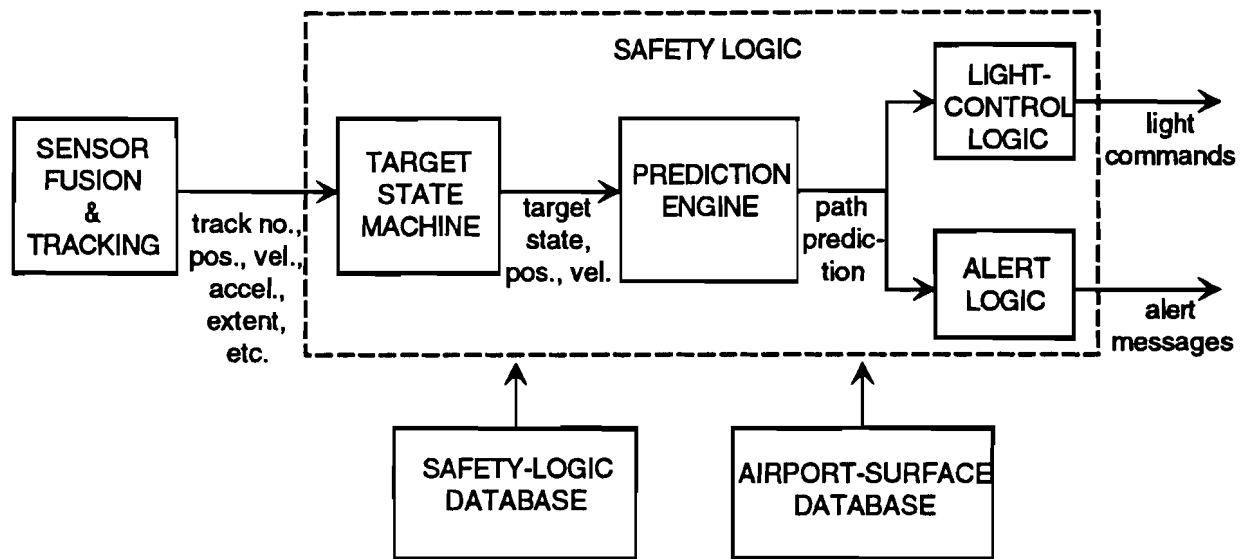 SAFETY LOGIC
SENSOR
FUSION
&
TRACKING
track no.,
pos., vel.,
accel.,
extent,
etc.
TARGET
STATE
MACHINE
target
state,
pos., vel.
PREDICTION
ENGINE
path
predic-
tion
LIGHT-
CONTROL
LOGIC
light
commands
ALERT
LOGIC
alert
messages
SAFETY-LOGIC
DATABASE
AIRPORT-SURFACE
DATABASE